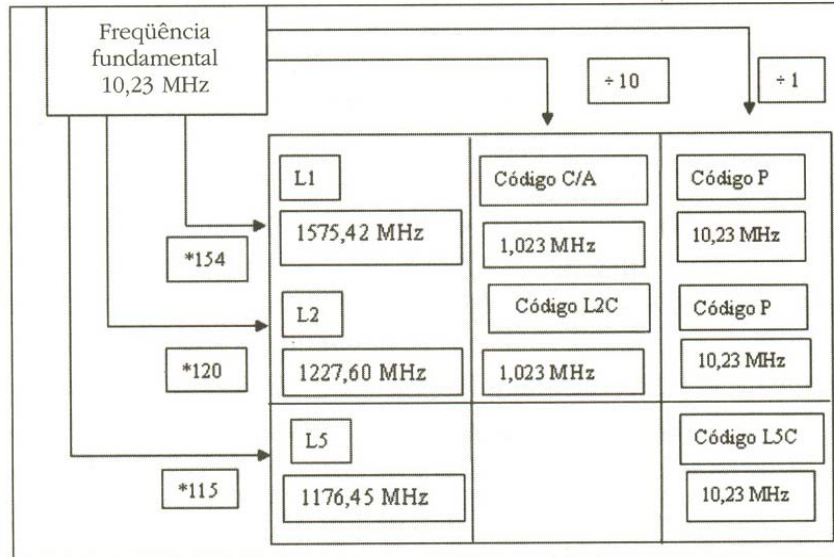 Freqüência
fundamental
10,23 MHz
÷ 10
÷ 1
L1
Código C/A
Código P
1575,42 MHz
1,023 MHz
10,23 MHz
*154
L2
Código L2C
Código P
1227,60 MHz
1,023 MHz
10,23 MHz
*120
L5
Código L5C
1176,45 MHz
10,23 MHz
*115